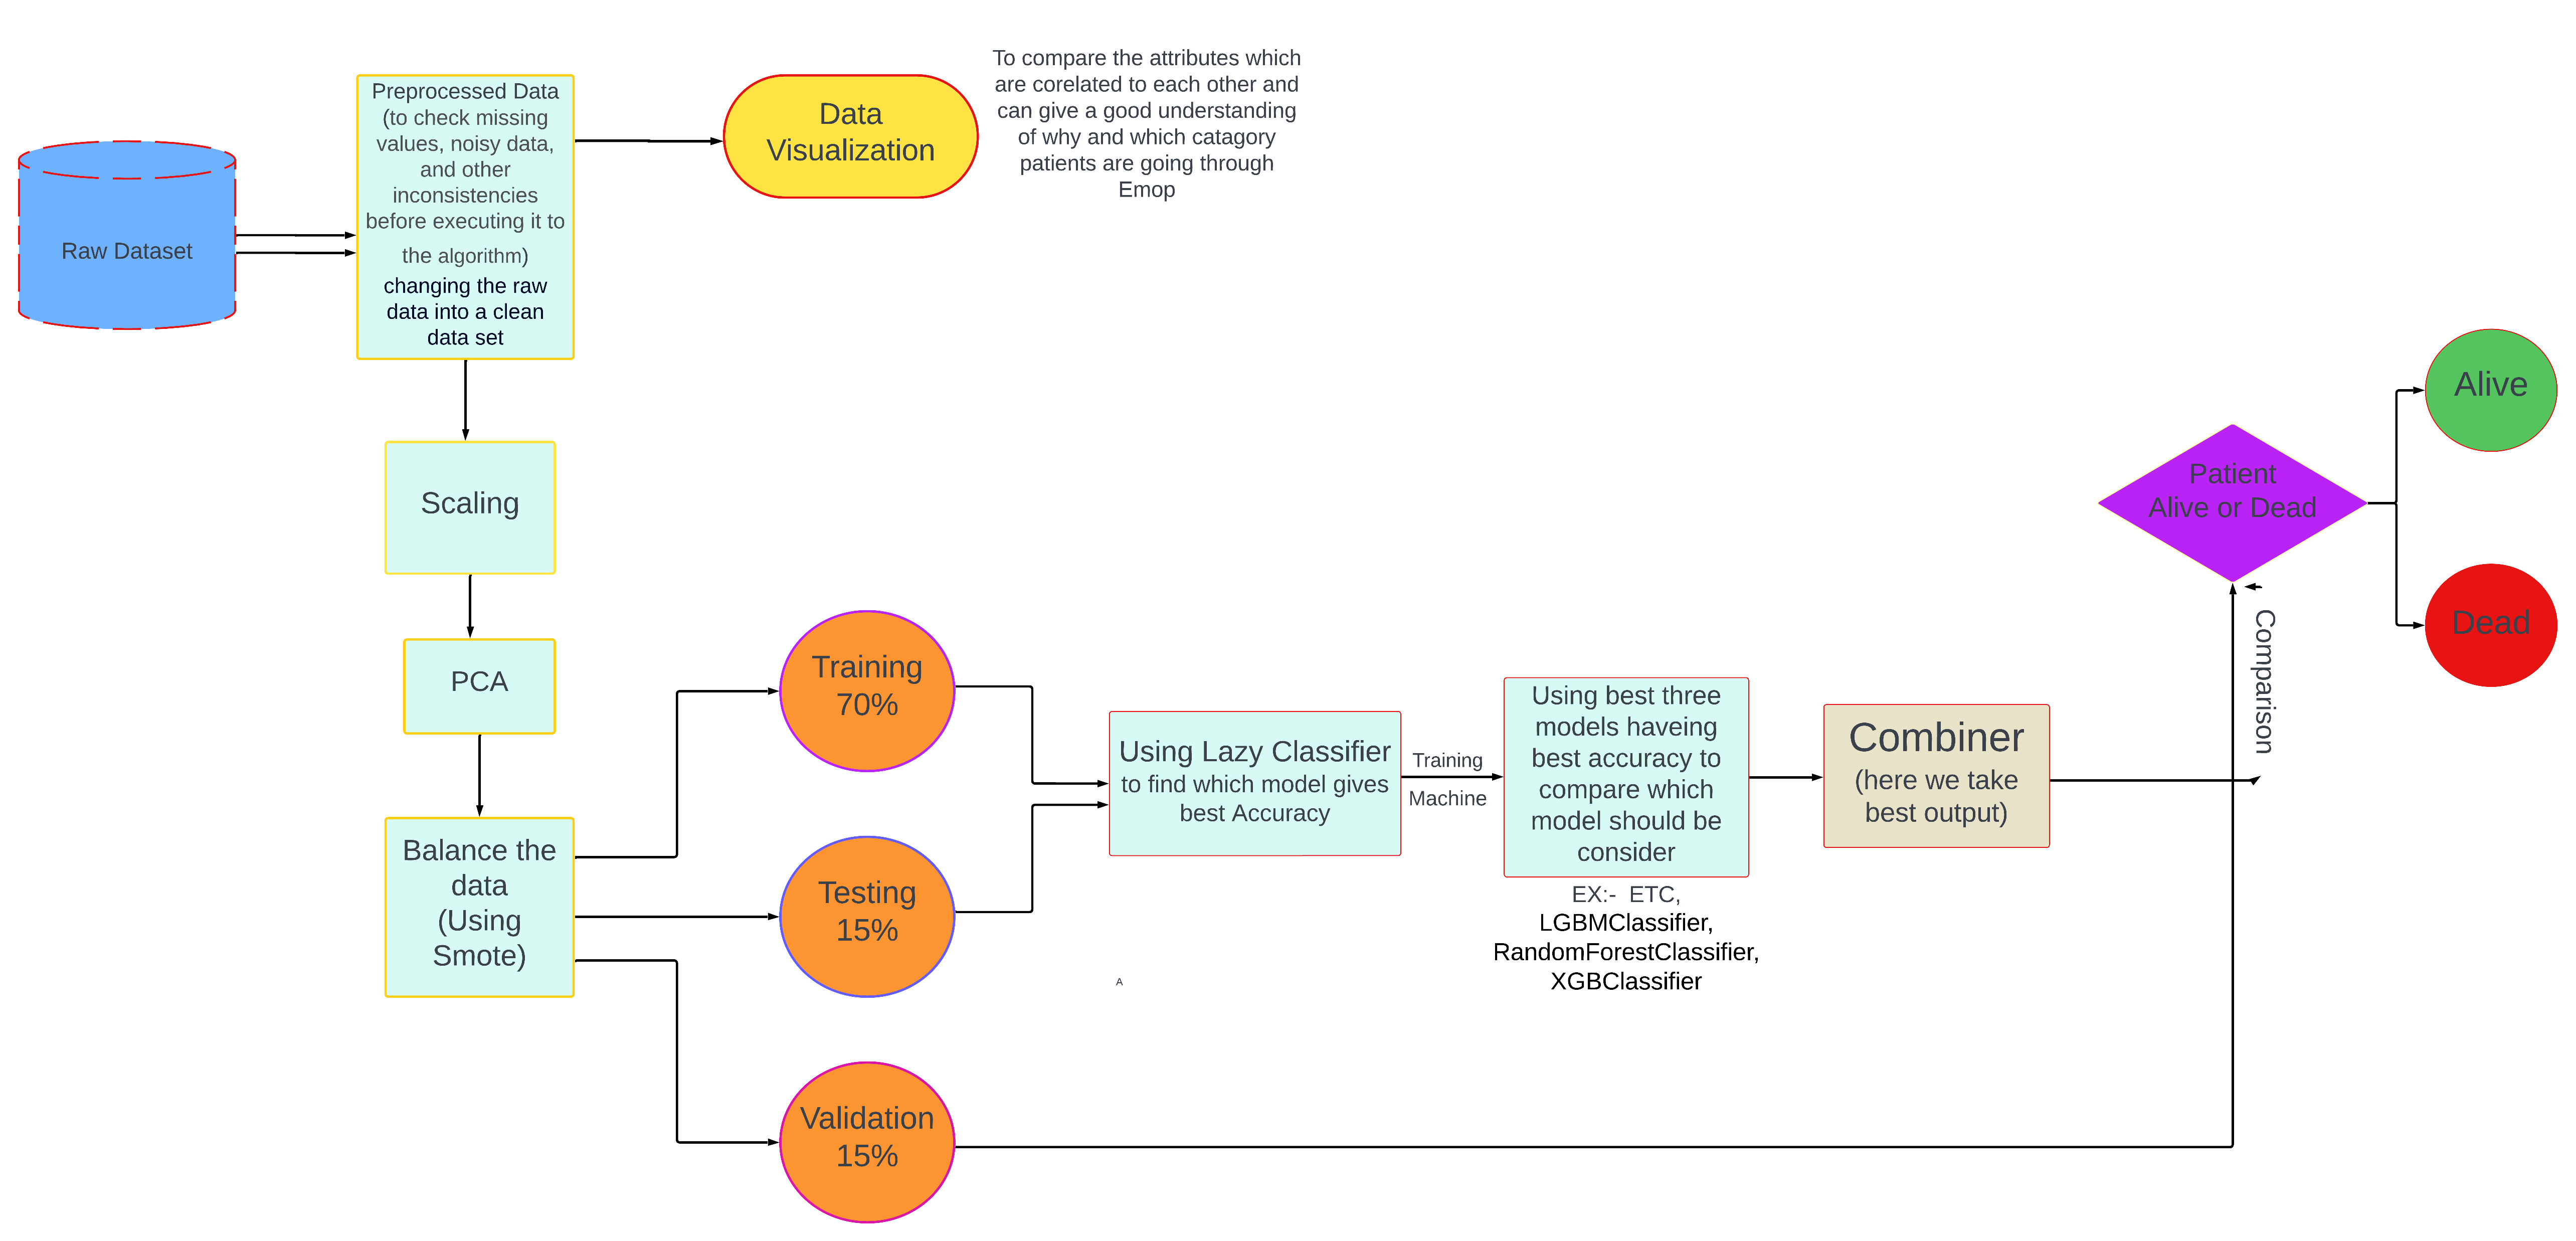 Raw Dataset
Preprocessed Data
(to check missing
values, noisy data,
and other
inconsistencies
before executing it to
the algorithm)
changing the raw
data into a clean
data set
Data
Visualization
To compare the attributes which
are corelated to each other and
can give a good understanding
of why and which catagory
patients are going through
Emop
Scaling
PCA
Balance the
data
(Using
Smote)
Training
70%
Testing
15%
Validation
15%
Using Lazy Classifier
to find which model gives
best Accuracy
A
Training
Machine
Using best three
models haveing
best accuracy to
compare which
model should be
consider
EX:-  ETC,
LGBMClassifier,
RandomForestClassifier,
XGBClassifier
Combiner
(here we take
best output)
Comparison
Patient
Alive or Dead
Alive
Dead